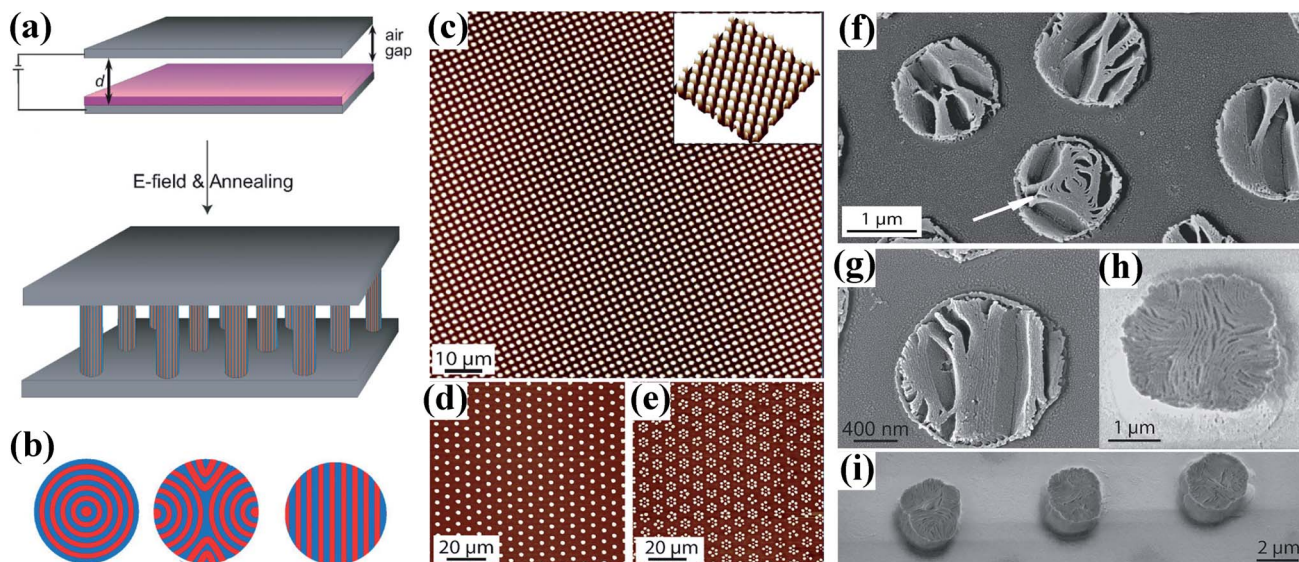 (a)
d
air
gap
E-field & Annealing
(b)
(c)
10 µm
(d)
20 µm
(e)
20 µm
(f)
1 µm
(g)
400 nm
(h)
1 µm
(i)
2 µm